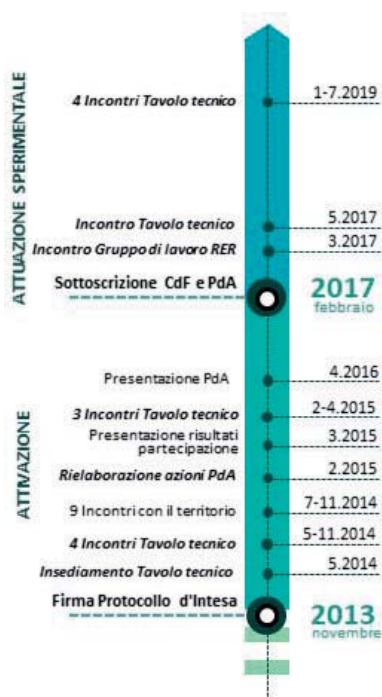 ATTUAZIONE SPERIMENTALE
4 Incontri Tavolo tecnico
1-7.2019
Incontro Tavolo tecnico
5.2017
Incontro Gruppo di lavoro RER
3.2017
Sottoscrizione CdF e PdA
2017
febbraio
ATTIVAZIONE
Presentazione PdA
4.2016
3 Incontri Tavolo tecnico
2-4.2015
Presentazione risultati
partecipazione
3.2015
Rielaborazione azioni PdA
2.2015
9 Incontri con il territorio
7-11.2014
4 Incontri Tavolo tecnico
5-11.2014
Insediamento Tavolo tecnico
5.2014
Firma Protocollo d'Intesa
2013
novembre